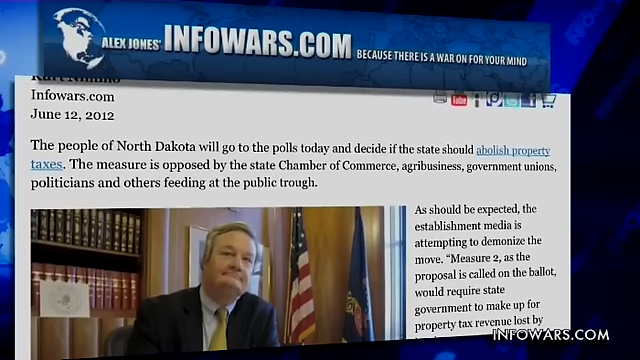 ALEX JONES' INFOWARS.COM BECAUSE THERE IS A WAR ON FOR YOUR MIND
Infowars.com
June 12, 2012
The people of North Dakota will go to the polls today and decide if the state should abolish property
taxes. The measure is opposed by the state Chamber of Commerce, agribusiness, government unions,
politicians and others feeding at the public trough.
As should be expected, the
establishment media is
attempting to demonize the
move. “Measure 2, as the
proposal is called on the ballot,
would require state
government to make up for
property tax revenue lost by
INFOWARS.COM